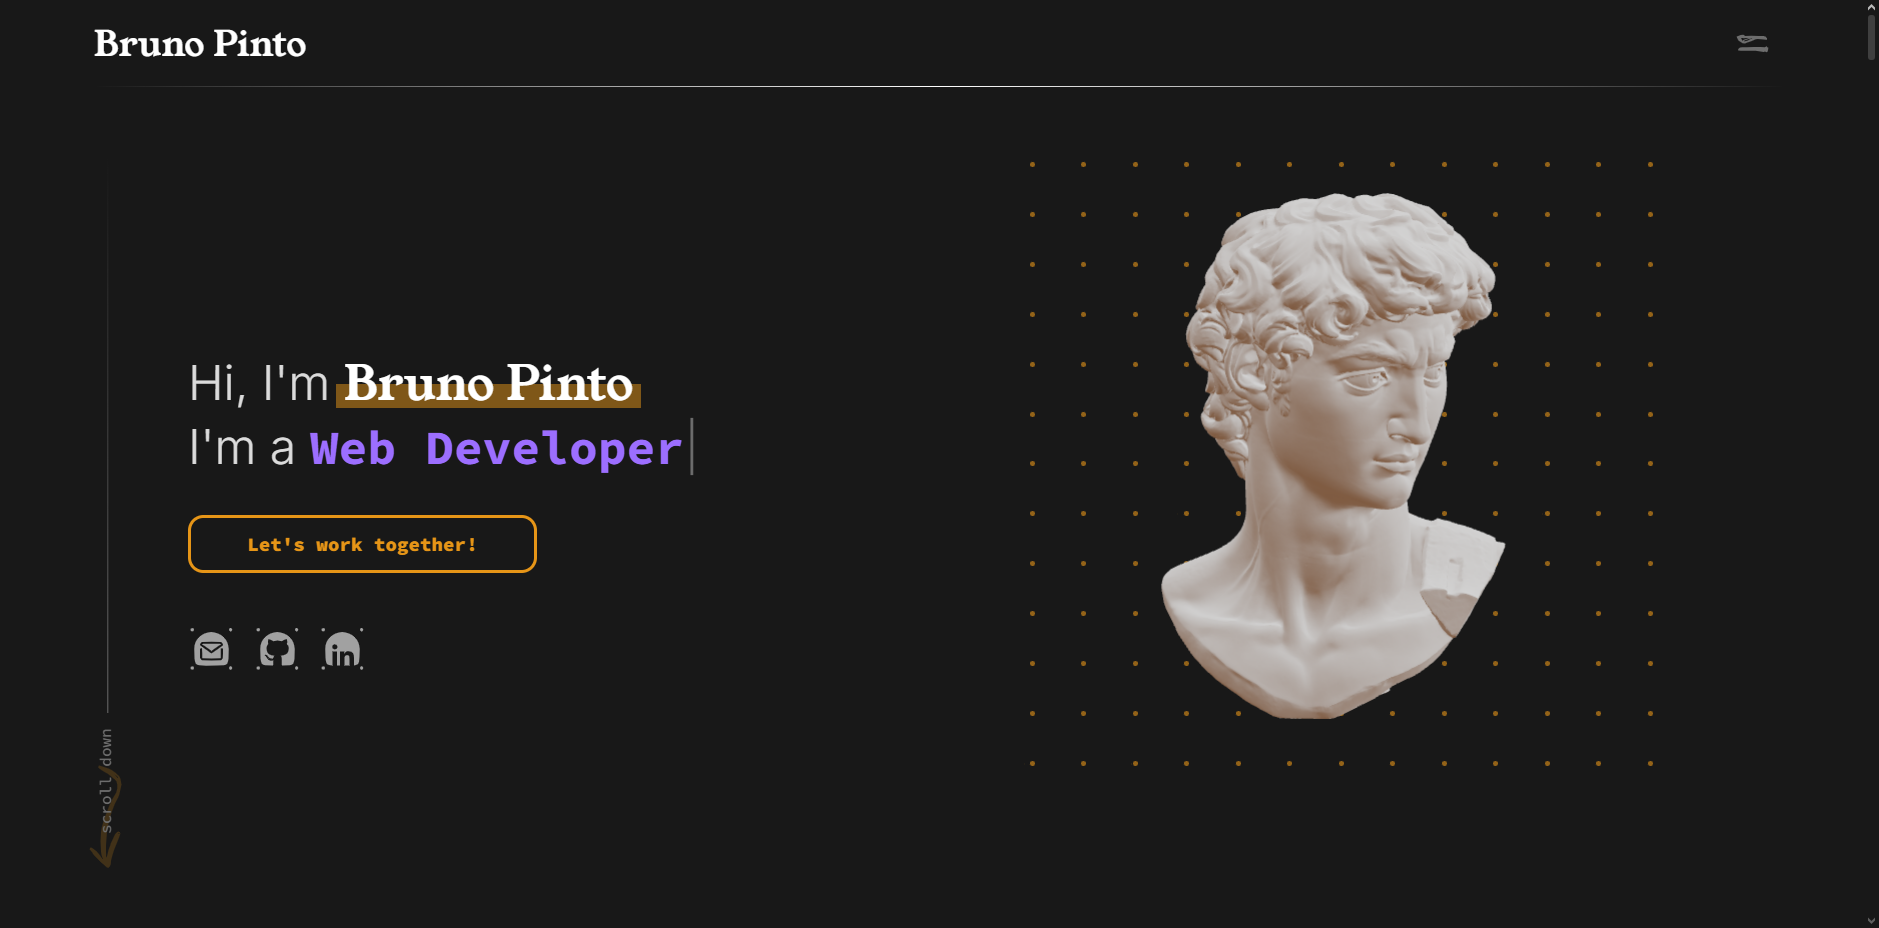 Bruno Pinto
Hi, I'm Bruno Pinto
I'm a Web Developer
Let's work together!
scroll down